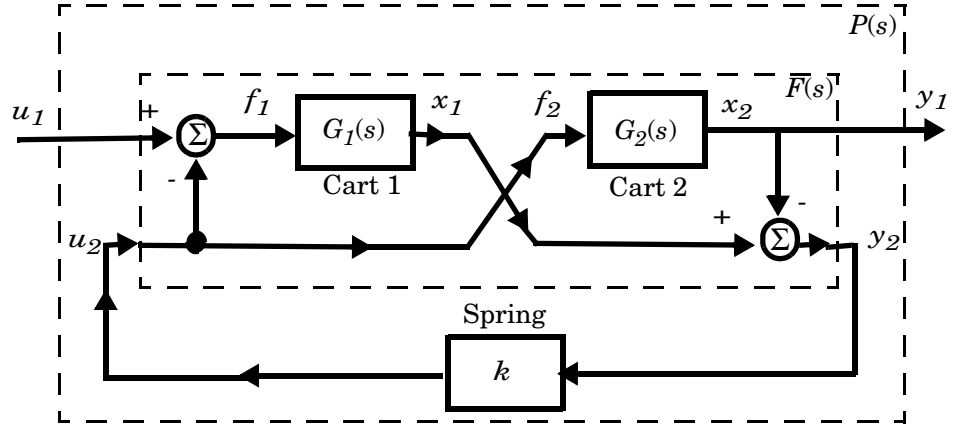 P(s)
F̅(s)
u1
+
Σ
-
f1
G1(s)
Cart 1
x1
f2
G2(s)
Cart 2
x2
y1
u2
+
-
Σ
y2
Spring
k